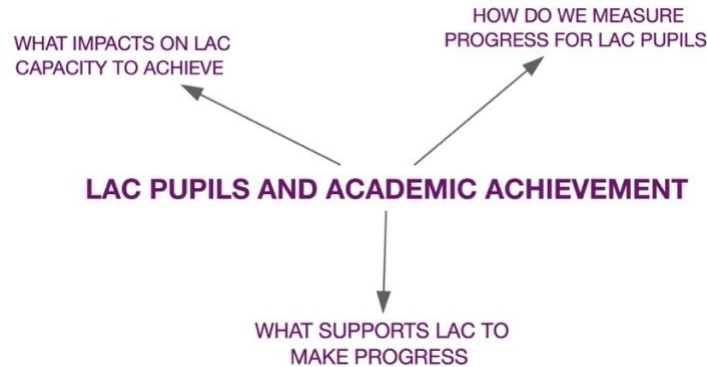 WHAT IMPACTS ON LAC
CAPACITY TO ACHIEVE
HOW DO WE MEASURE
PROGRESS FOR LAC PUPILS
LAC PUPILS AND ACADEMIC ACHIEVEMENT
WHAT SUPPORTS LAC TO
MAKE PROGRESS